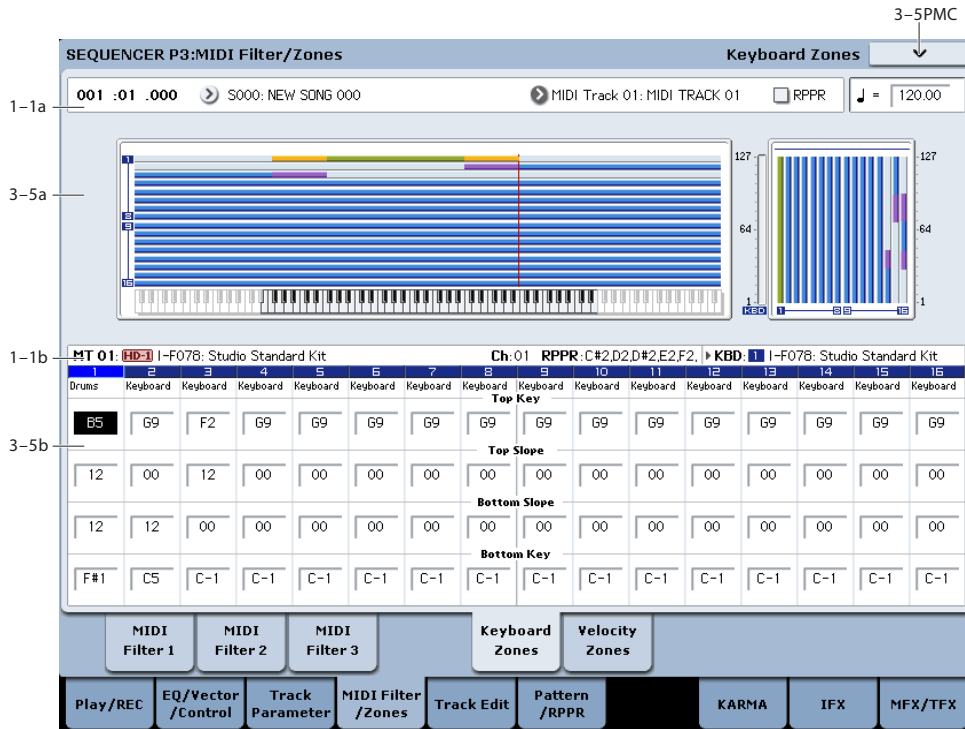 3–5PMC
SEQUENCER P3:MIDI Filter/Zones
Keyboard Zones
1–1a
001 :01 .000
S000: NEW SONG 000
MIDI Track 01: MIDI TRACK 01
RPPR
♩ = 120.00
3–5a
1
8
9
16
127
64
1
KBD
1
8 9
16
127
64
1
1–1b
MT 01: HD-1 I-F078: Studio Standard Kit
Ch:01 RPPR:C#2,D2,D#2,E2,F2,
KBD: 1 I-F078: Studio Standard Kit
1 2 3 4 5 6 7 8 9 10 11 12 13 14 15 16
Drums Keyboard Keyboard Keyboard Keyboard Keyboard Keyboard Keyboard Keyboard Keyboard Keyboard Keyboard Keyboard Keyboard Keyboard Keyboard
Top Key
B5 G9 F2 G9 G9 G9 G9 G9 G9 G9 G9 G9 G9 G9 G9 G9
3–5b
Top Slope
12 00 12 00 00 00 00 00 00 00 00 00 00 00 00 00
Bottom Slope
12 12 00 00 00 00 00 00 00 00 00 00 00 00 00 00
Bottom Key
F#1 C5 C-1 C-1 C-1 C-1 C-1 C-1 C-1 C-1 C-1 C-1 C-1 C-1 C-1 C-1
MIDI
Filter 1
MIDI
Filter 2
MIDI
Filter 3
Keyboard
Zones
Velocity
Zones
Play/REC
EQ/Vector
/Control
Track
Parameter
MIDI Filter
/Zones
Track Edit
Pattern
/RPPR
KARMA
IFX
MFX/TFX